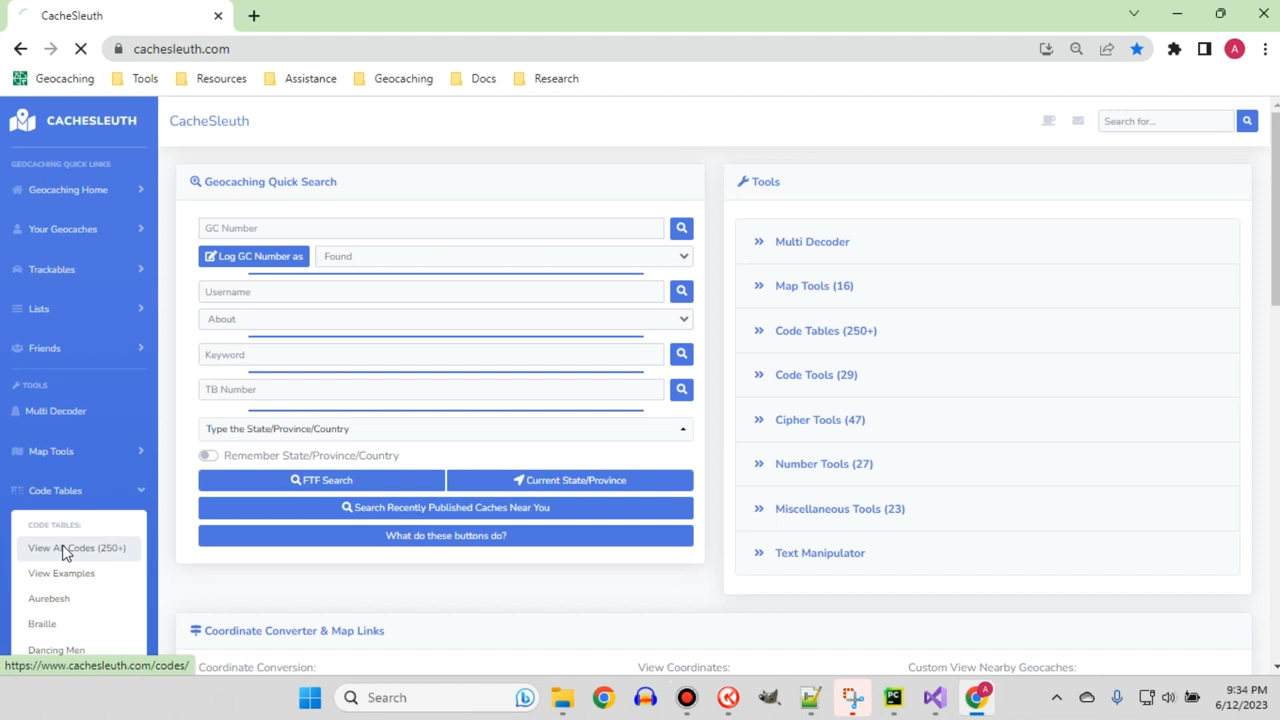 CacheSleuth
cachesleuth.com
A
Geocaching Tools Resources Assistance Geocaching Docs Research
CACHESLEUTH
CacheSleuth
Search for...
GEOCACHING QUICK LINKS
Geocaching Home
Your Geocaches
Trackables
Lists
Friends
TOOLS
Multi Decoder
Map Tools
Code Tables
CODE TABLES:
View All Codes (250+)
View Examples
Aurebesh
Braille
Dancing Men
https://www.cachesleuth.com/codes/
Geocaching Quick Search
GC Number
Log GC Number as Found
Username
About
Keyword
TB Number
Type the State/Province/Country
Remember State/Province/Country
FTF Search Current State/Province
Search Recently Published Caches Near You
What do these buttons do?
Tools
Multi Decoder
Map Tools (16)
Code Tables (250+)
Code Tools (29)
Cipher Tools (47)
Number Tools (27)
Miscellaneous Tools (23)
Text Manipulator
Coordinate Converter & Map Links
Coordinate Conversion: View Coordinates: Custom View Nearby Geocaches:
Search
PC
A
9:34 PM
6/12/2023